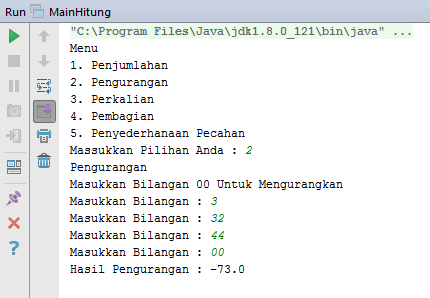 Run MainHitung
"C:\Program Files\Java\jdk1.8.0_121\bin\java" ...
Menu
1. Penjumlahan
2. Pengurangan
3. Perkalian
4. Pembagian
5. Penyederhanaan Pecahan
Massukkan Pilihan Anda : 2
Pengurangan
Masukkan Bilangan 00 Untuk Mengurangkan
Masukkan Bilangan : 3
Masukkan Bilangan : 32
Masukkan Bilangan : 44
Masukkan Bilangan : 00
Hasil Pengurangan : -73.0